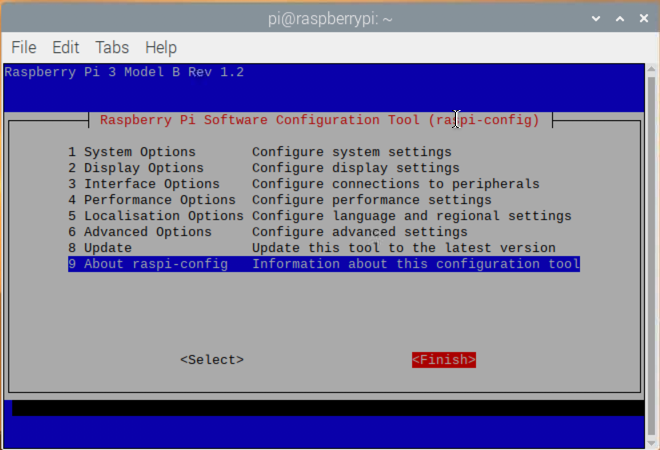 pi@raspberrypi: ~
File Edit Tabs Help
Raspberry Pi 3 Model B Rev 1.2
Raspberry Pi Software Configuration Tool (raspi-config)
1 System Options Configure system settings
2 Display Options Configure display settings
3 Interface Options Configure connections to peripherals
4 Performance Options Configure performance settings
5 Localisation Options Configure language and regional settings
6 Advanced Options Configure advanced settings
8 Update Update this tool to the latest version
9 About raspi-config Information about this configuration tool
<Select> <Finish>